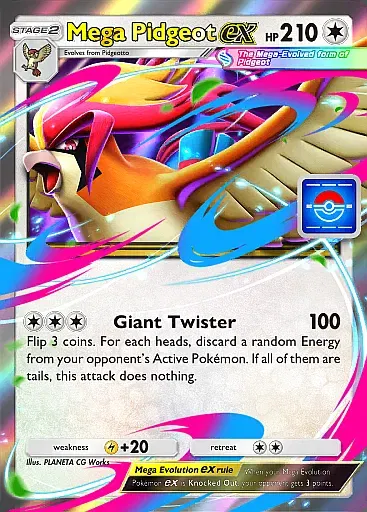 STAGE 2 Mega Pidgeot ex HP 210
Evolves from Pidgeotto
The Mega-Evolved form of
Pidgeot
Giant Twister 100
Flip 3 coins. For each heads, discard a random Energy
from your opponent's Active Pokémon. If all of them are
tails, this attack does nothing.
weakness +20 retreat
Illus. PLANETA CG Works
Mega Evolution ex rule
When your Mega Evolution
Pokémon ex is Knocked Out, your opponent gets 3 points.